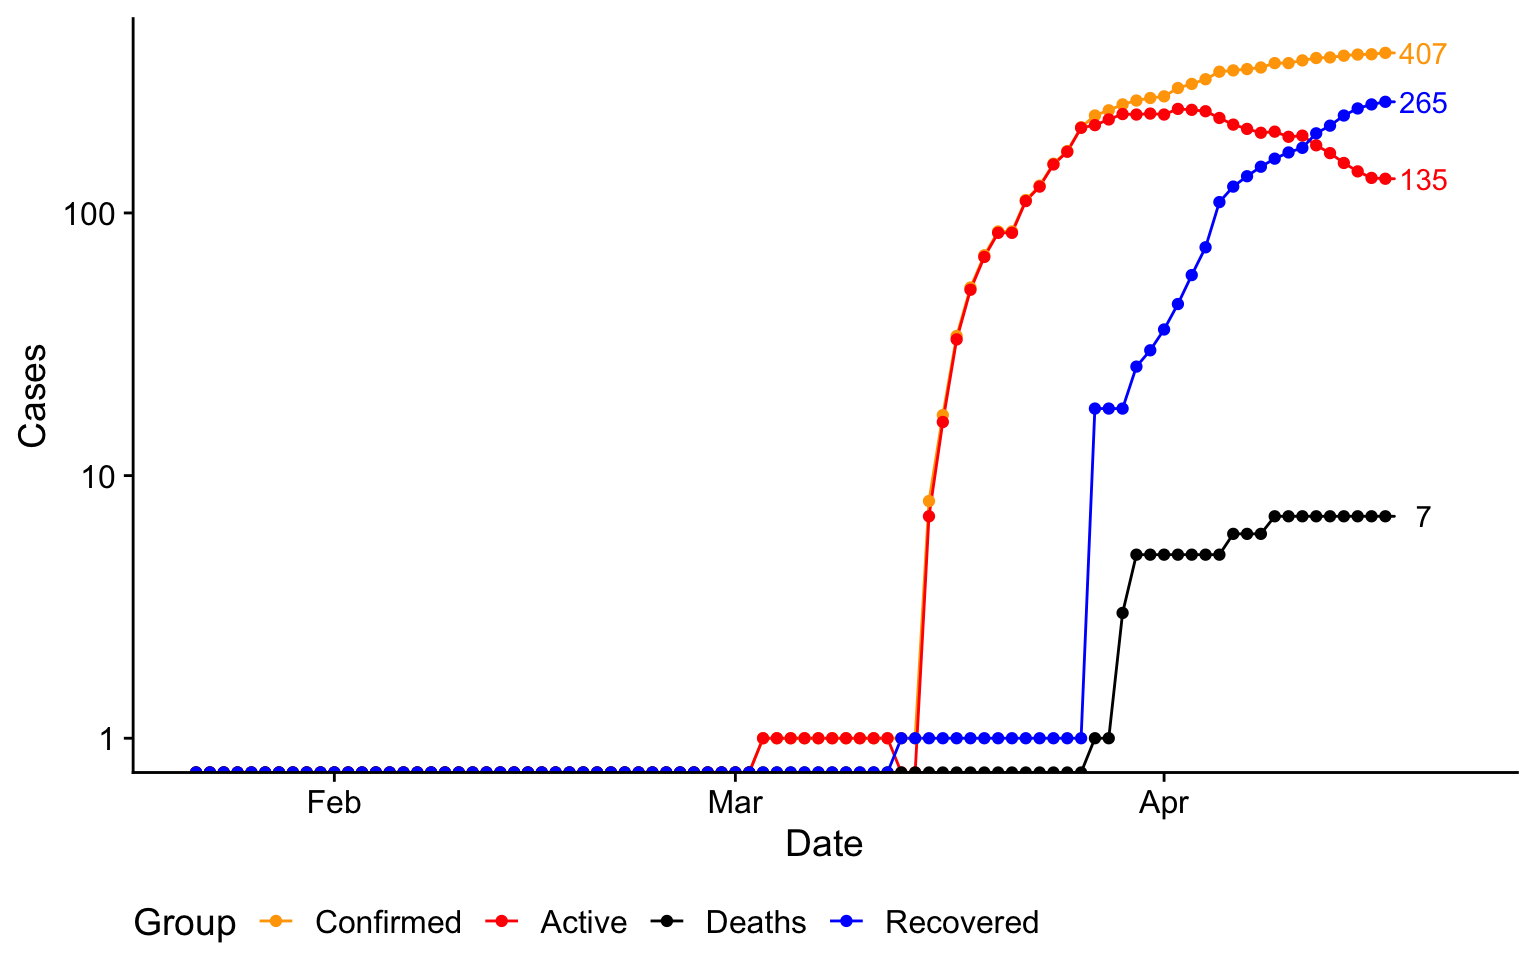 407
265
135
100
Cases
10
7
1
Feb Mar Apr
Date
Group Confirmed Active Deaths Recovered